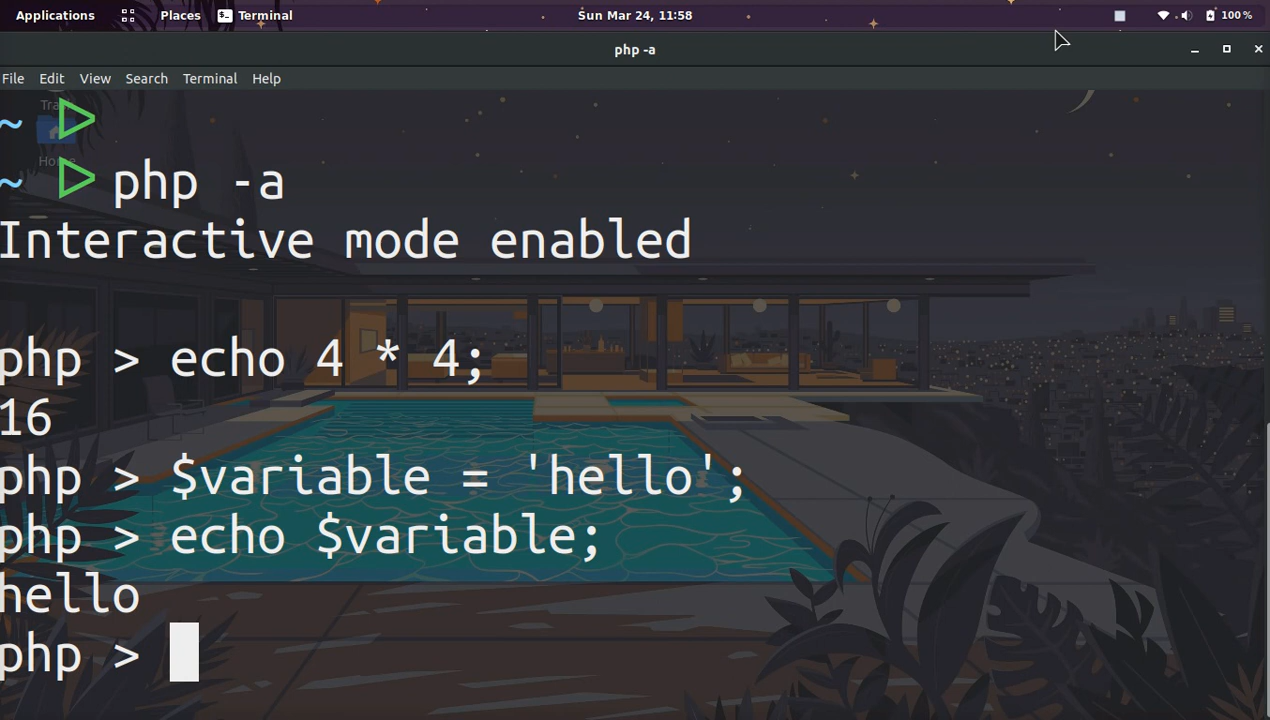 Applications Places Terminal Sun Mar 24, 11:58 100 %
php -a
File Edit View Search Terminal Help
~
~ php -a
Interactive mode enabled
php > echo 4 * 4;
16
php > $variable = 'hello';
php > echo $variable;
hello
php >